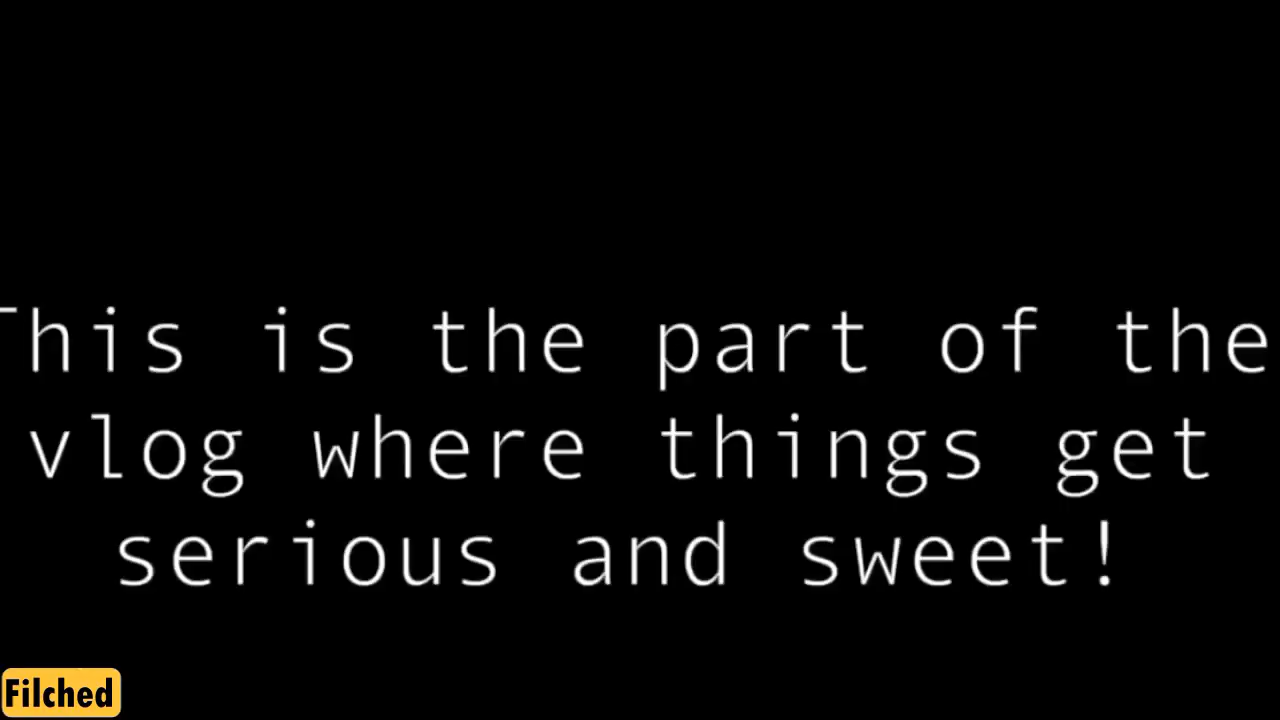 This is the part of the
vlog where things get
serious and sweet!
Filched